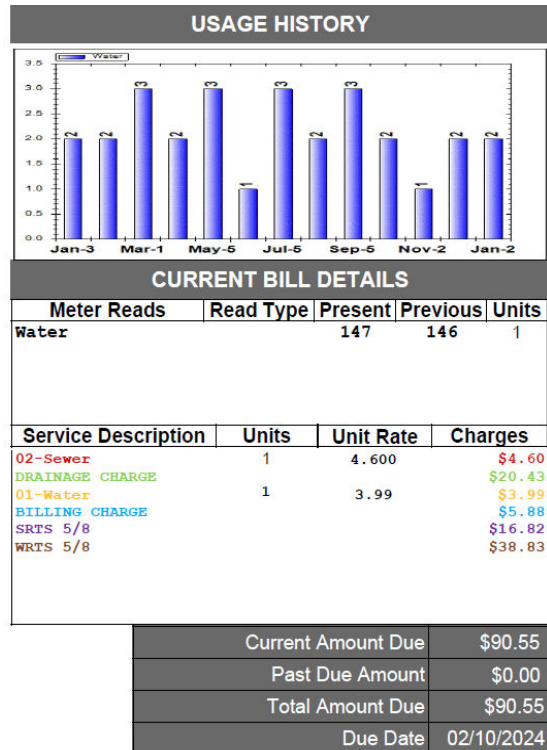 USAGE HISTORY
Water
3.5
3.0
2.5
2.0
1.5
1.0
0.5
0.0
2 2 3 2 3 1 3 2 3 2 1 2 2
Jan-3 Mar-1 May-5 Jul-5 Sep-5 Nov-2 Jan-2
CURRENT BILL DETAILS
Meter Reads Read Type Present Previous Units
Water 147 146 1
Service Description Units Unit Rate Charges
02-Sewer 1 4.600 $4.60
DRAINAGE CHARGE $20.43
01-Water 1 3.99 $3.99
BILLING CHARGE $5.88
SRTS 5/8 $16.82
WRTS 5/8 $38.83
Current Amount Due $90.55
Past Due Amount $0.00
Total Amount Due $90.55
Due Date 02/10/2024